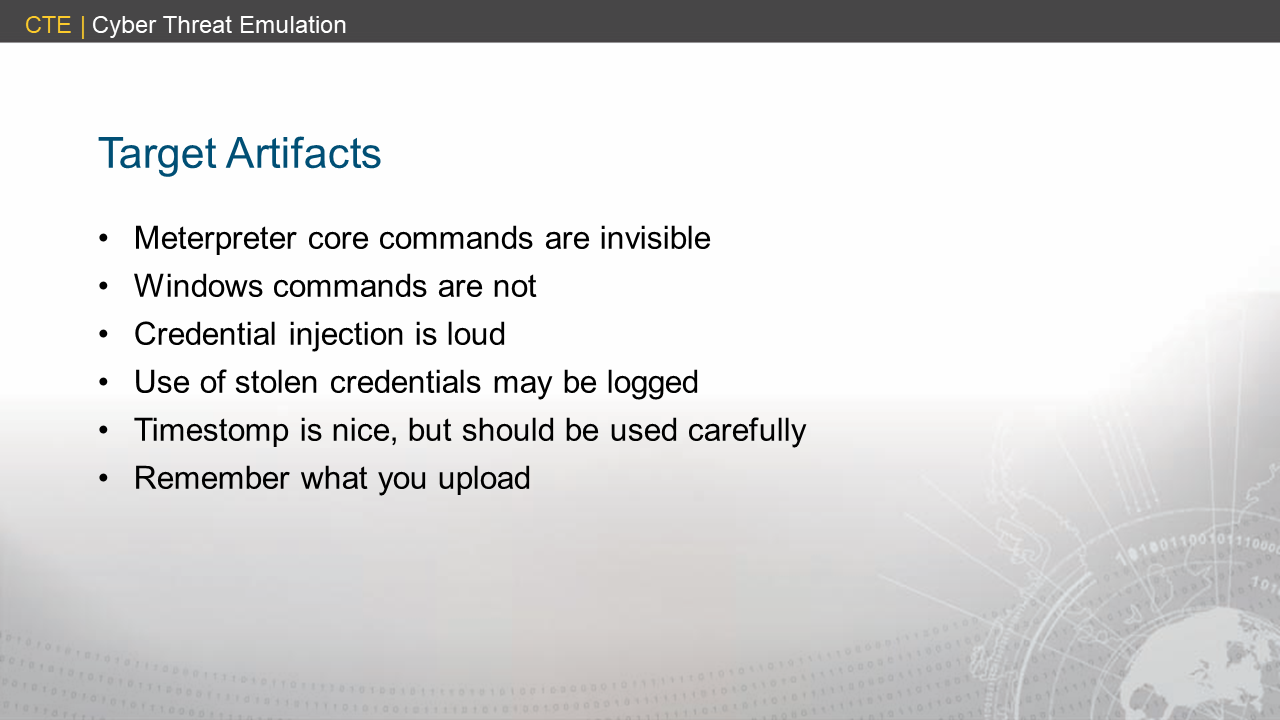 CTE | Cyber Threat Emulation
Target Artifacts
• Meterpreter core commands are invisible
• Windows commands are not
• Credential injection is loud
• Use of stolen credentials may be logged
• Timestomp is nice, but should be used carefully
• Remember what you upload